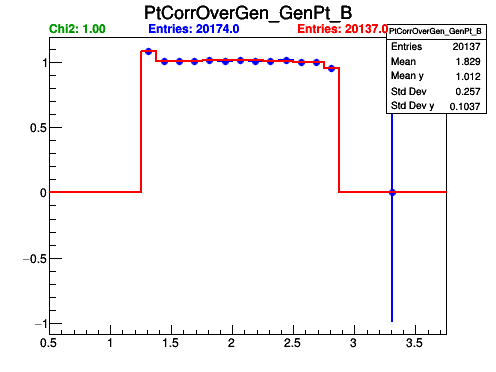 PtCorrOverGen_GenPt_B
Chi2: 1.00 Entries: 20174.0 Entries: 20137.0
PtCorrOverGen_GenPt_B
Entries 20137
Mean 1.829
Mean y 1.012
Std Dev 0.257
Std Dev y 0.1037
1
0.5
0
−0.5
−1
0.5 1 1.5 2 2.5 3 3.5